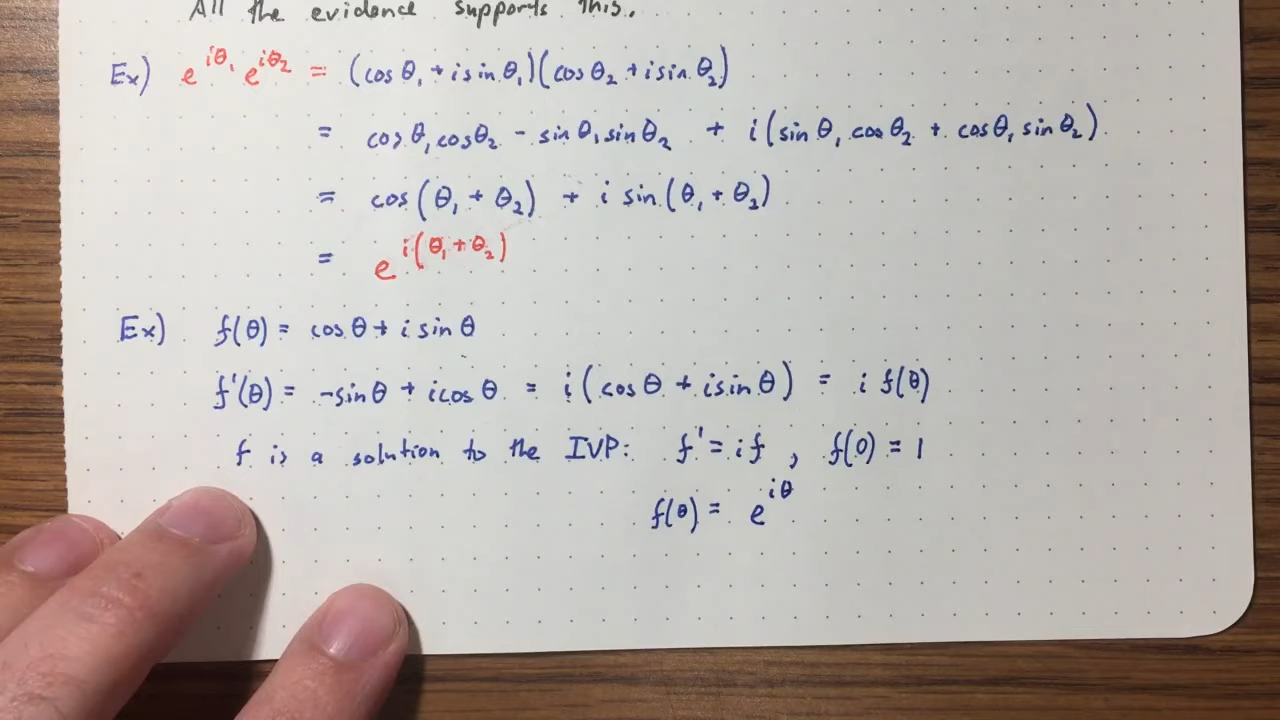 All the evidence supports this.
Ex) e^{iθ₁} e^{iθ₂} = (cos θ₁ + i sin θ₁)(cos θ₂ + i sin θ₂)
= cos θ₁ cos θ₂ - sin θ₁ sin θ₂ + i (sin θ₁ cos θ₂ + cos θ₁ sin θ₂)
= cos (θ₁ + θ₂) + i sin (θ₁ + θ₂)
= e^{i(θ₁ + θ₂)}
Ex) f(θ) = cos θ + i sin θ
f'(θ) = -sin θ + i cos θ = i (cos θ + i sin θ) = i f(θ)
f is a solution to the IVP: f' = i f , f(0) = 1
f(θ) = e^{iθ}